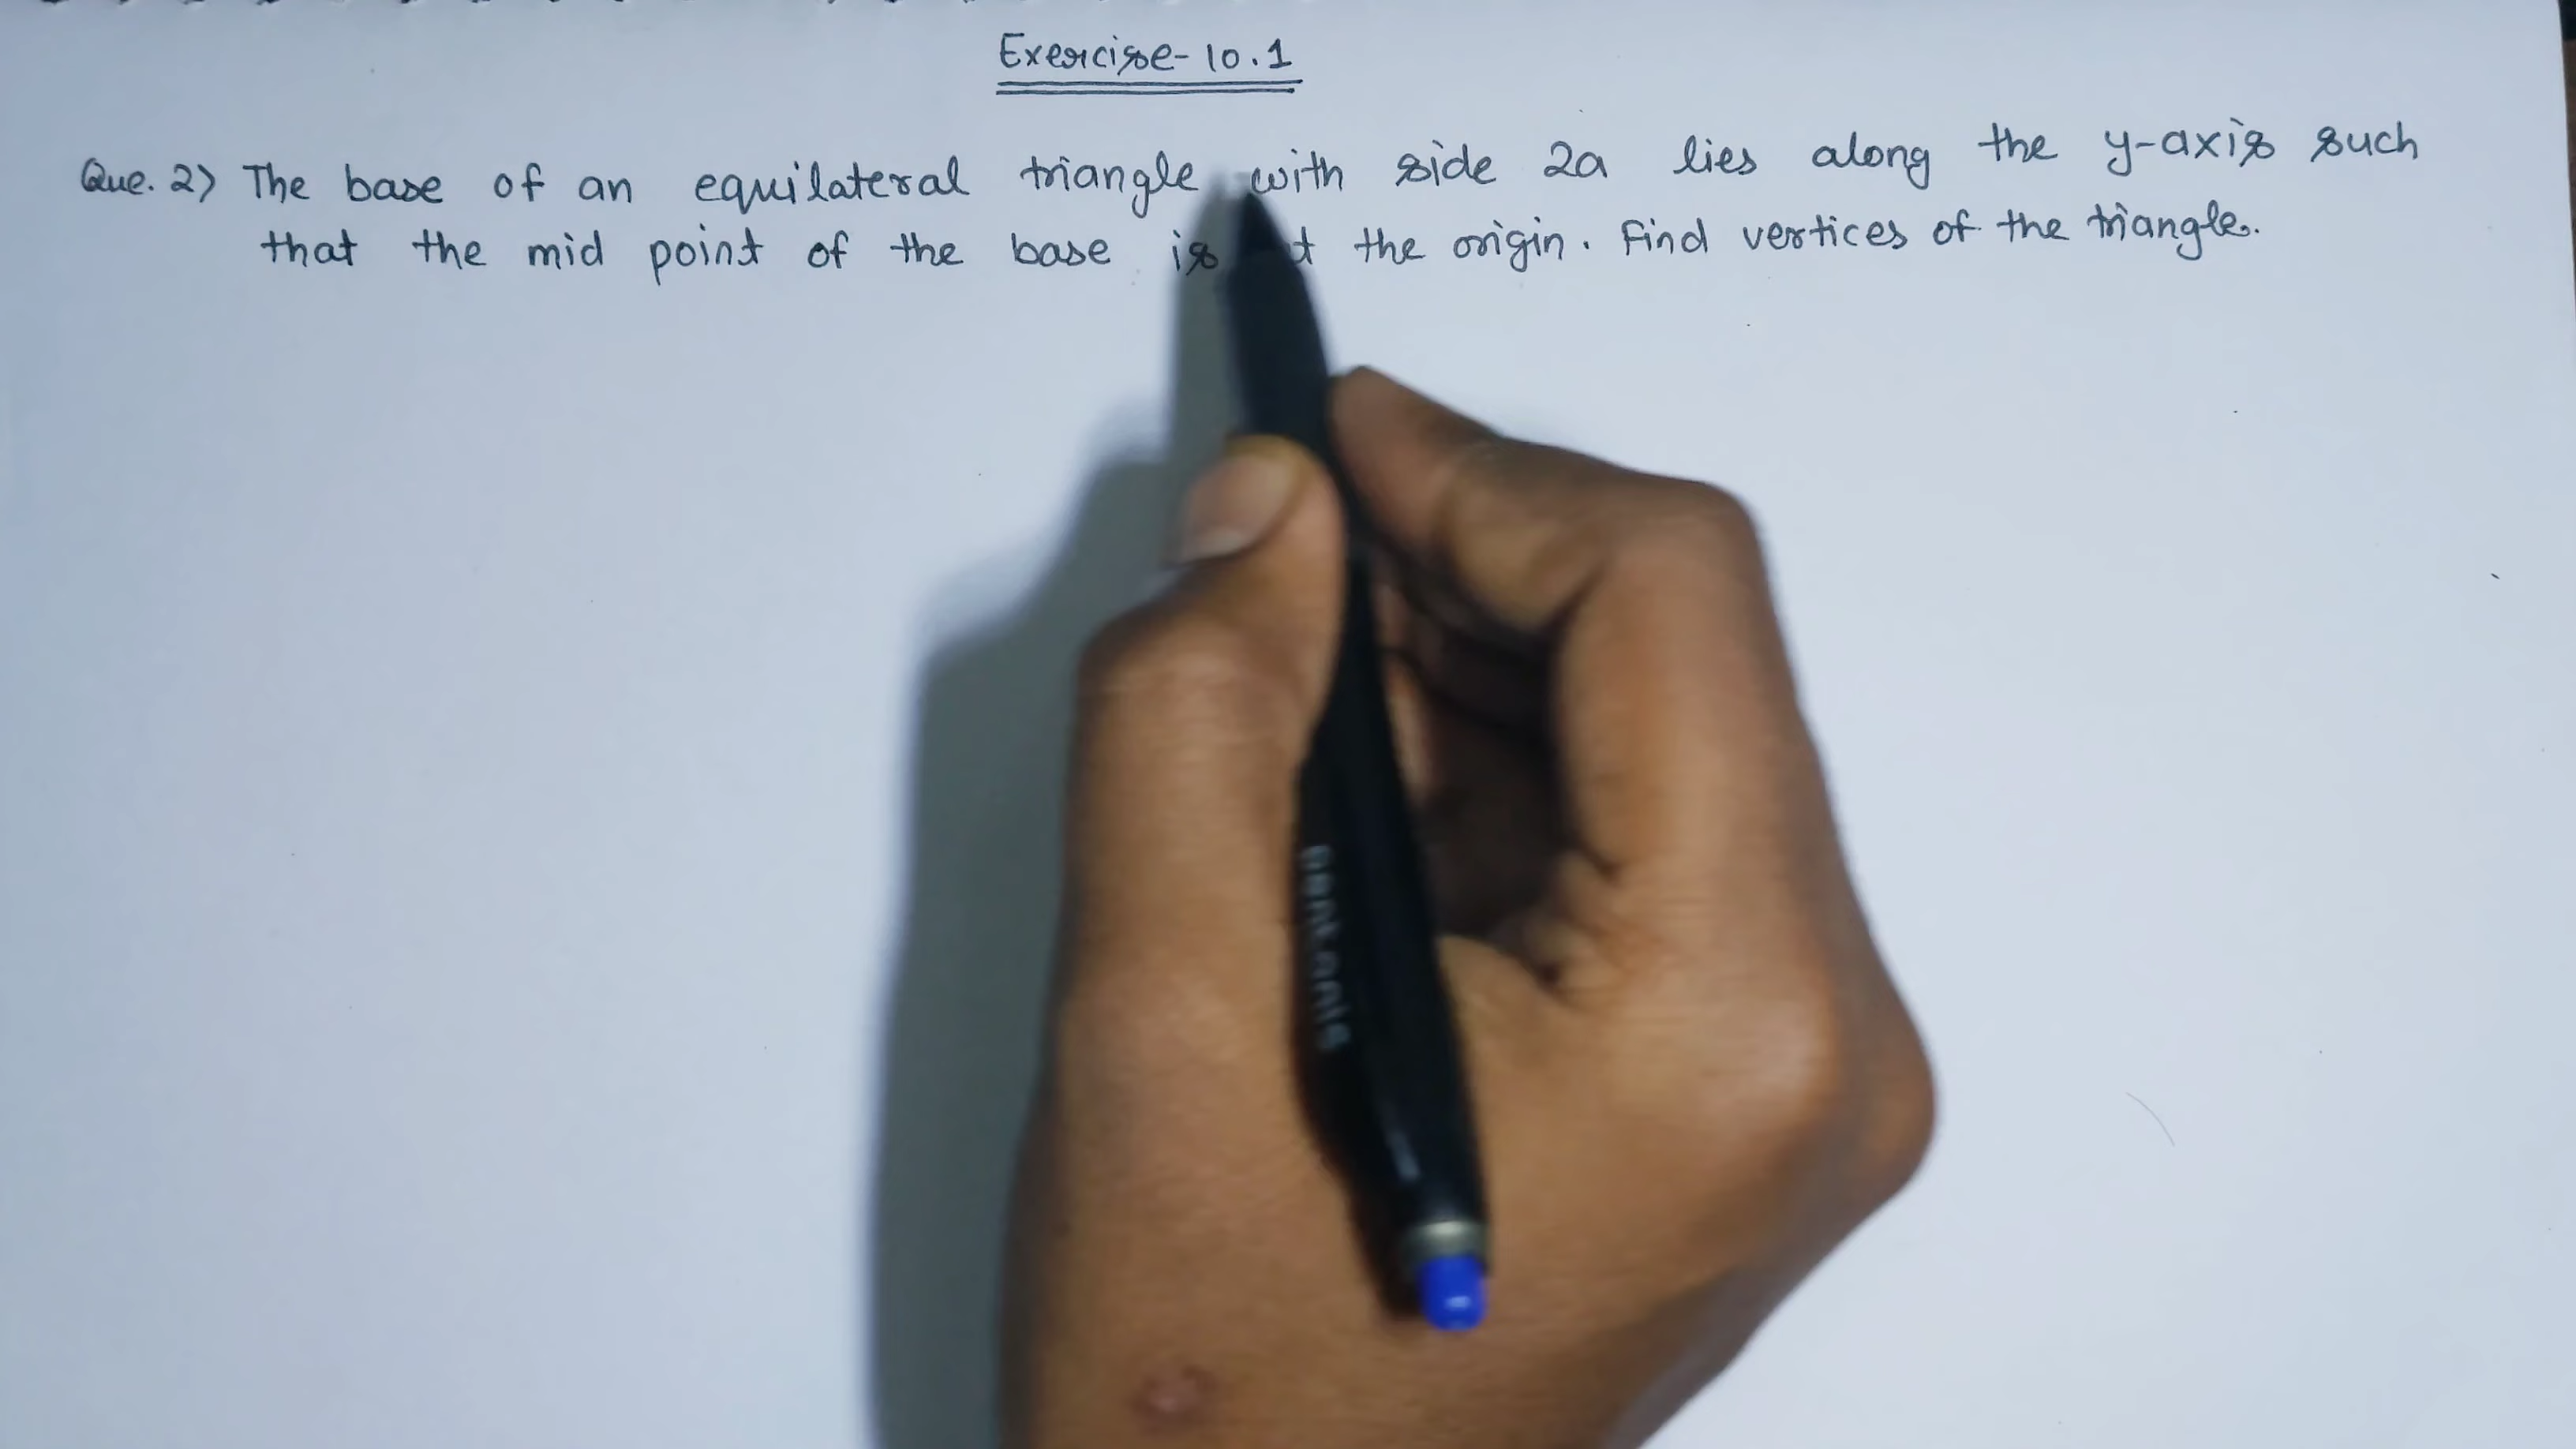 Exercise-10.1
Que. 2) The base of an equilateral triangle with side 2a lies along the y-axis such
that the mid point of the base is the origin. Find vertices of the triangle.